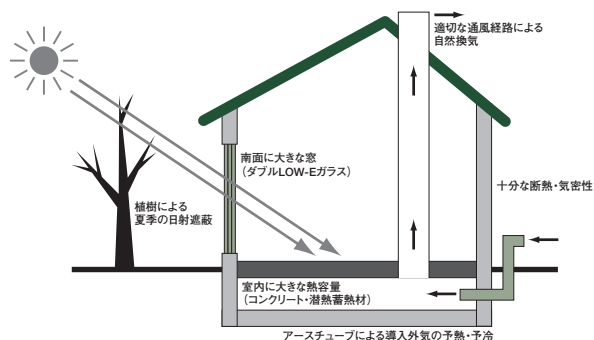 適切な通風経路による
自然換気
南面に大きな窓
（ダブルLOW-Eガラス）
十分な断熱・気密性
植樹による
夏季の日射遮蔽
室内に大きな熱容量
（コンクリート・潜熱蓄熱材）
アースチューブによる導入外気の予熱・予冷